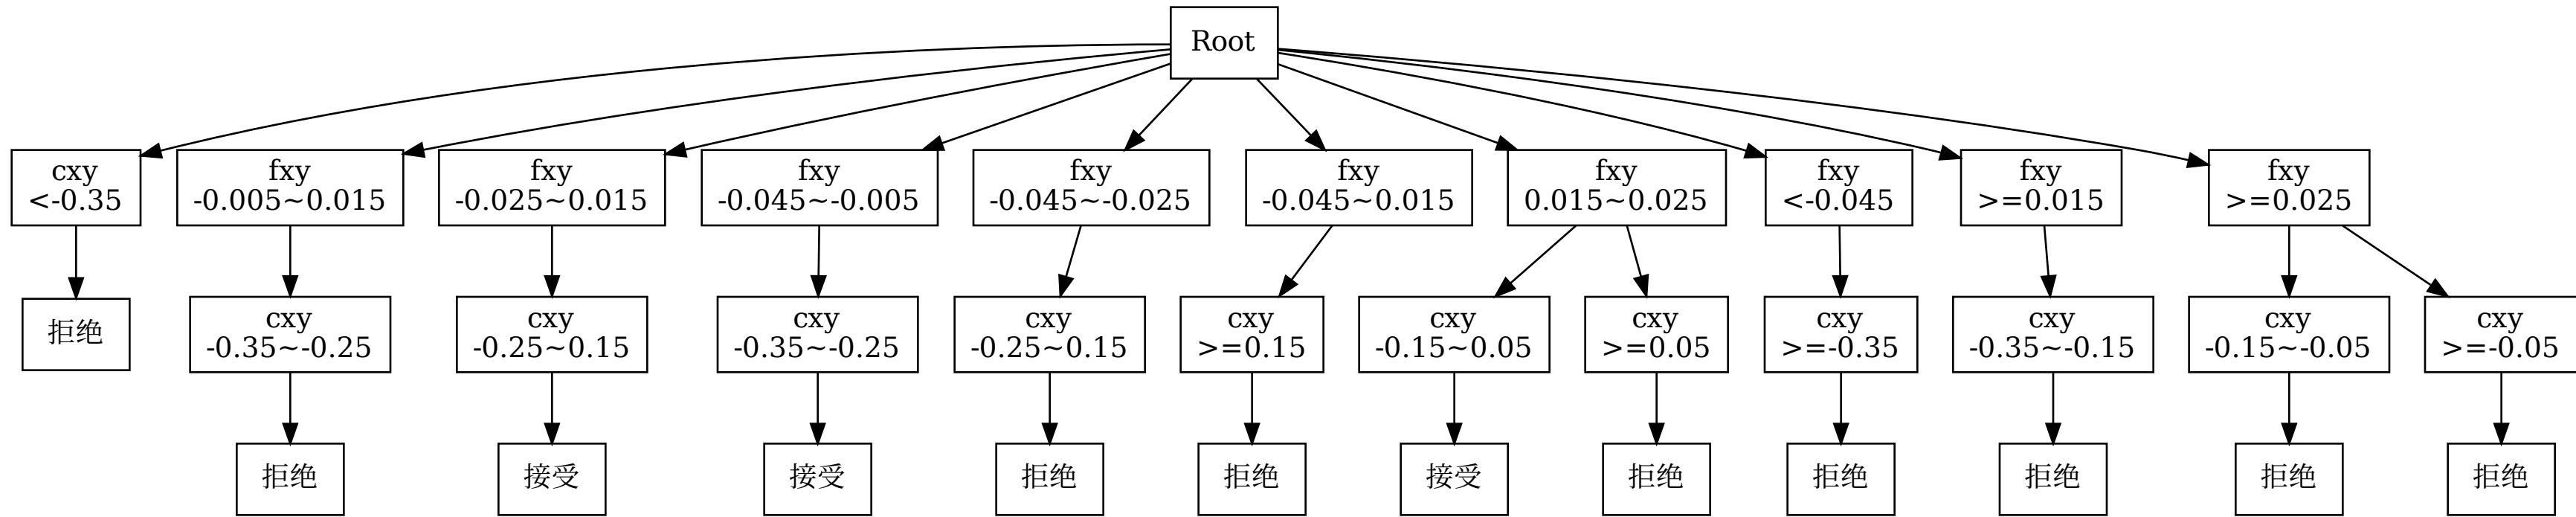 Root
cxy
<-0.35
fxy
-0.005~0.015
fxy
-0.025~0.015
fxy
-0.045~-0.005
fxy
-0.045~-0.025
fxy
-0.045~0.015
fxy
0.015~0.025
fxy
<-0.045
fxy
>=0.015
fxy
>=0.025
拒绝
cxy
-0.35~-0.25
cxy
-0.25~0.15
cxy
-0.35~-0.25
cxy
-0.25~0.15
cxy
>=0.15
cxy
-0.15~0.05
cxy
>=0.05
cxy
>=-0.35
cxy
-0.35~-0.15
cxy
-0.15~-0.05
cxy
>=-0.05
拒绝
接受
接受
拒绝
拒绝
接受
拒绝
拒绝
拒绝
拒绝
拒绝